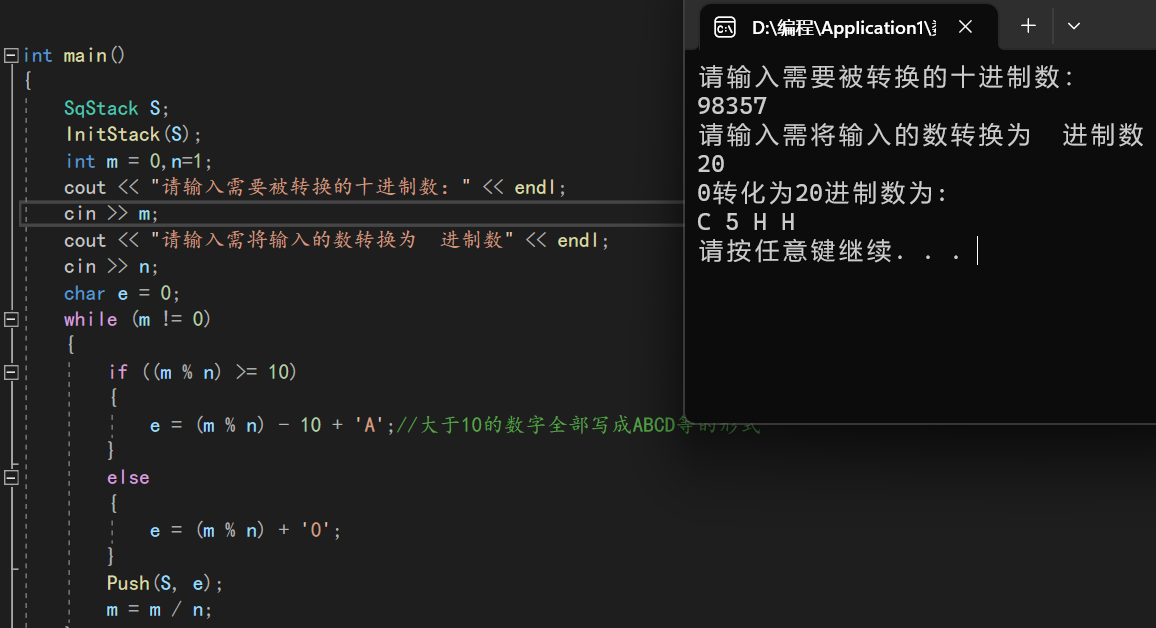 int main()
{
SqStack S;
InitStack(S);
int m = 0,n=1;
cout << "请输入需要被转换的十进制数：" << endl;
cin >> m;
cout << "请输入需将输入的数转换为  进制数" << endl;
cin >> n;
char e = 0;
while (m != 0)
{
if ((m % n) >= 10)
{
e = (m % n) - 10 + 'A';//大于10的数字全部写成ABCD等的形式
}
else
{
e = (m % n) + '0';
}
Push(S, e);
m = m / n;
D:\编程\Application1\
请输入需要被转换的十进制数：
98357
请输入需将输入的数转换为  进制数
20
0转化为20进制数为：
C 5 H H
请按任意键继续. . .